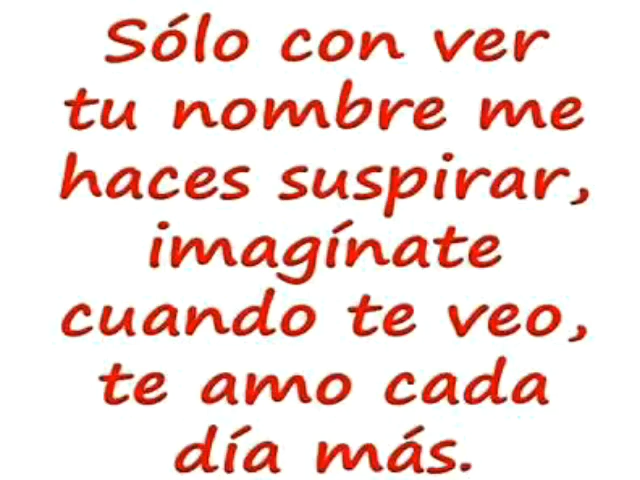 Sólo con ver
tu nombre me
haces suspirar,
imagínate
cuando te veo,
te amo cada
día más.